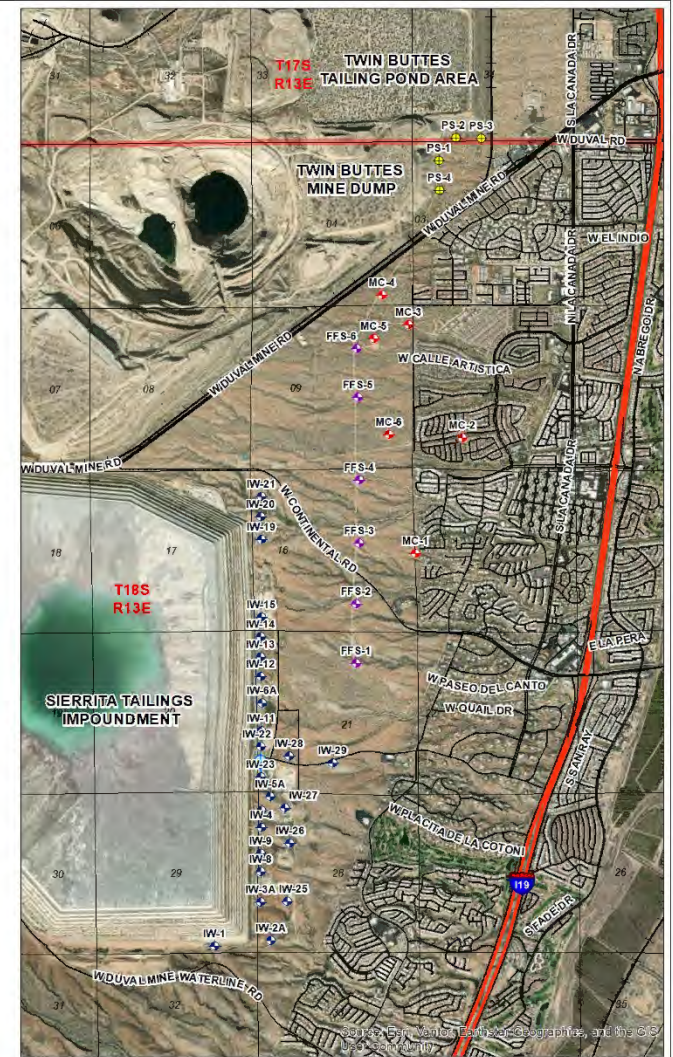 31
32
33
T17S
R13E
TWIN BUTTES
TAILING POND AREA
34
S LA CANADA DR
PS-2
PS-3
W DUVAL RD
PS-1
TWIN BUTTES
MINE DUMP
PS-4
04
03
W DUVAL MINE RD
W EL INDIO
N LA CANADA DR
N ABREGO DR
MC-4
MC-3
MC-5
FFS-6
W DUVAL MINE RD
W CALLE ARTISTICA
07
08
09
FFS-5
MC-6
MC-2
W DUVAL MINE RD
FFS-4
IW-21
IW-20
IW-19
W CONTINENTAL RD
S LA CANADA DR
18
17
16
FFS-3
MC-1
T18S
R13E
FFS-2
IW-15
IW-14
IW-13
IW-12
FFS-1
E LA PERA
W PASEO DEL CANTO
W QUAIL DR
IW-6A
SIERRITA TAILINGS
IMPOUNDMENT
IW-11
21
IW-22
IW-28
IW-29
IW-23
S SAN RAY
IW-5A
IW-27
IW-4
W PLACITA DE LA COTONI
IW-26
IW-9
IW-8
30
29
28
26
I19
IW-3A
IW-25
S FADE DR
IW-1
IW-2A
W DUVAL MINE WATERLINE RD
31
32
33
35
Source: Esri, Vantor, Earthstar Geographics, and the GIS
User Community